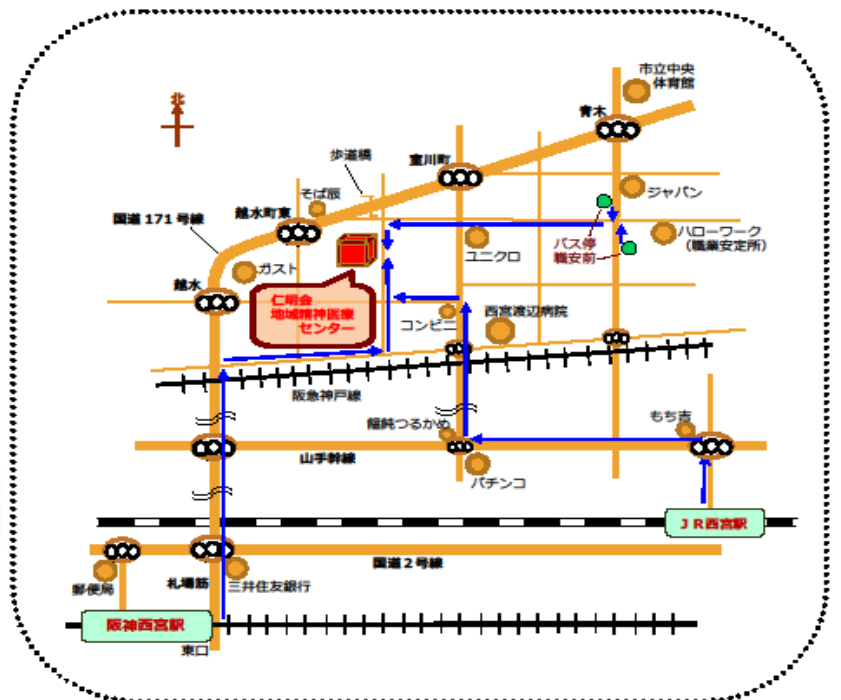 市立中央
体育館
青木
北
歩道橋
室川町
そば辰
ジャパン
越水町東
国道171号線
バス停
職安前
ハローワーク
(職業安定所)
ユニクロ
ガスト
越水
仁明会
地域精神医療
センター
コンビニ
西宮渡辺病院
阪急神戸線
饂飩つるかめ
もち吉
山手幹線
パチンコ
JR西宮駅
国道2号線
郵便局
札場筋
三井住友銀行
阪神西宮駅
東口